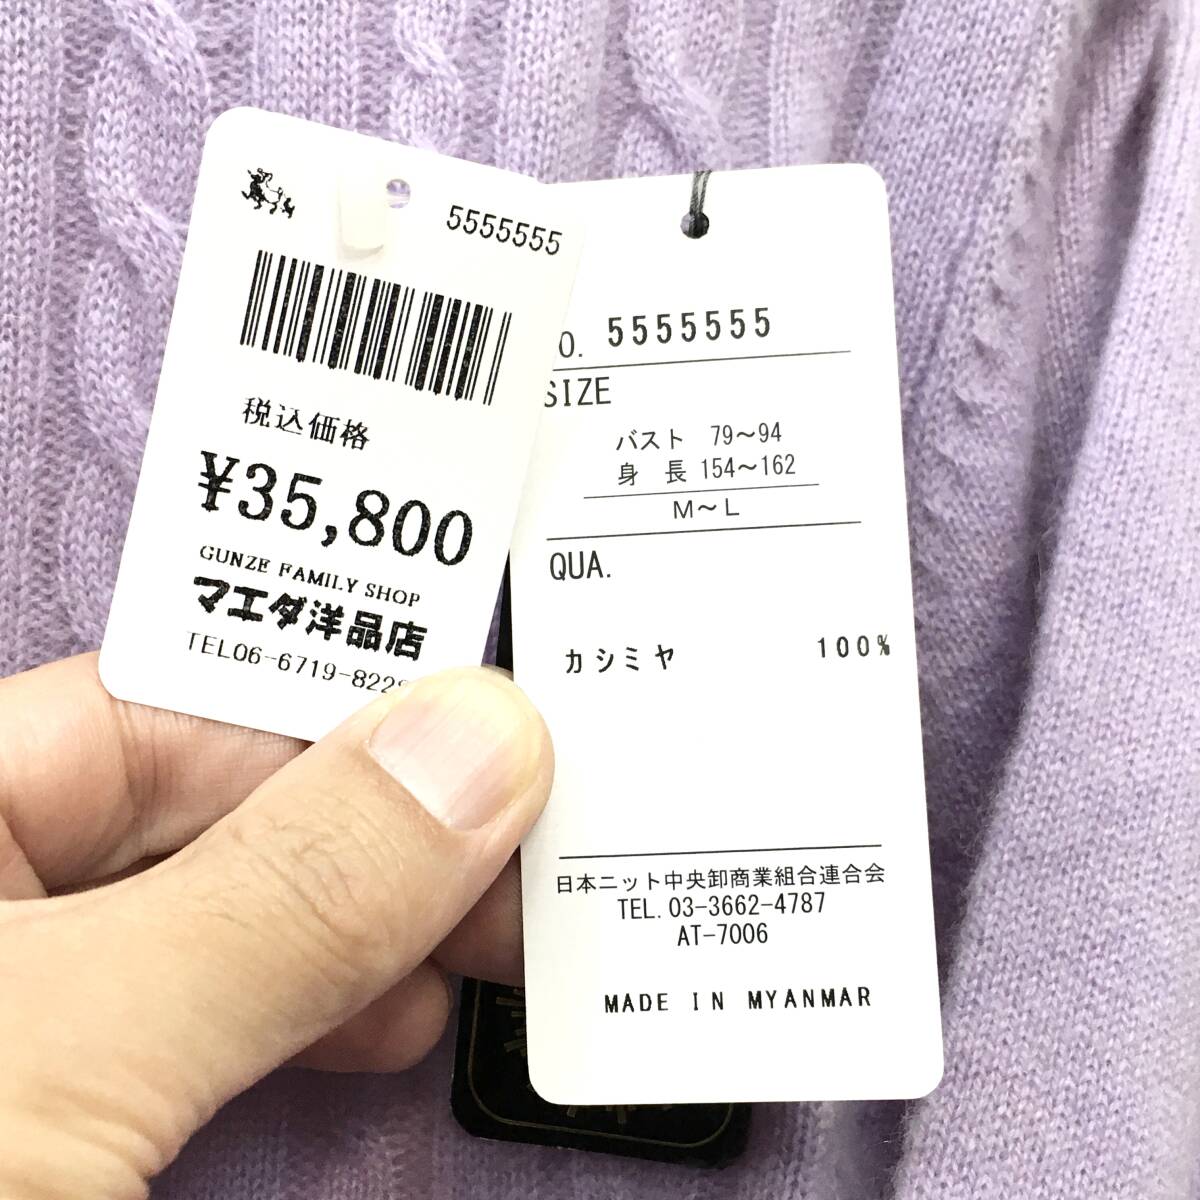 5555555
税込価格
¥35,800
GUNZE FAMILY SHOP
マエダ洋品店
TEL06-6719-822
O. 5555555
SIZE
バスト 79～94
身 長 154～162
M～L
QUA.
カシミヤ 100%
日本ニット中央卸商業組合連合会
TEL. 03-3662-4787
AT-7006
MADE IN MYANMAR